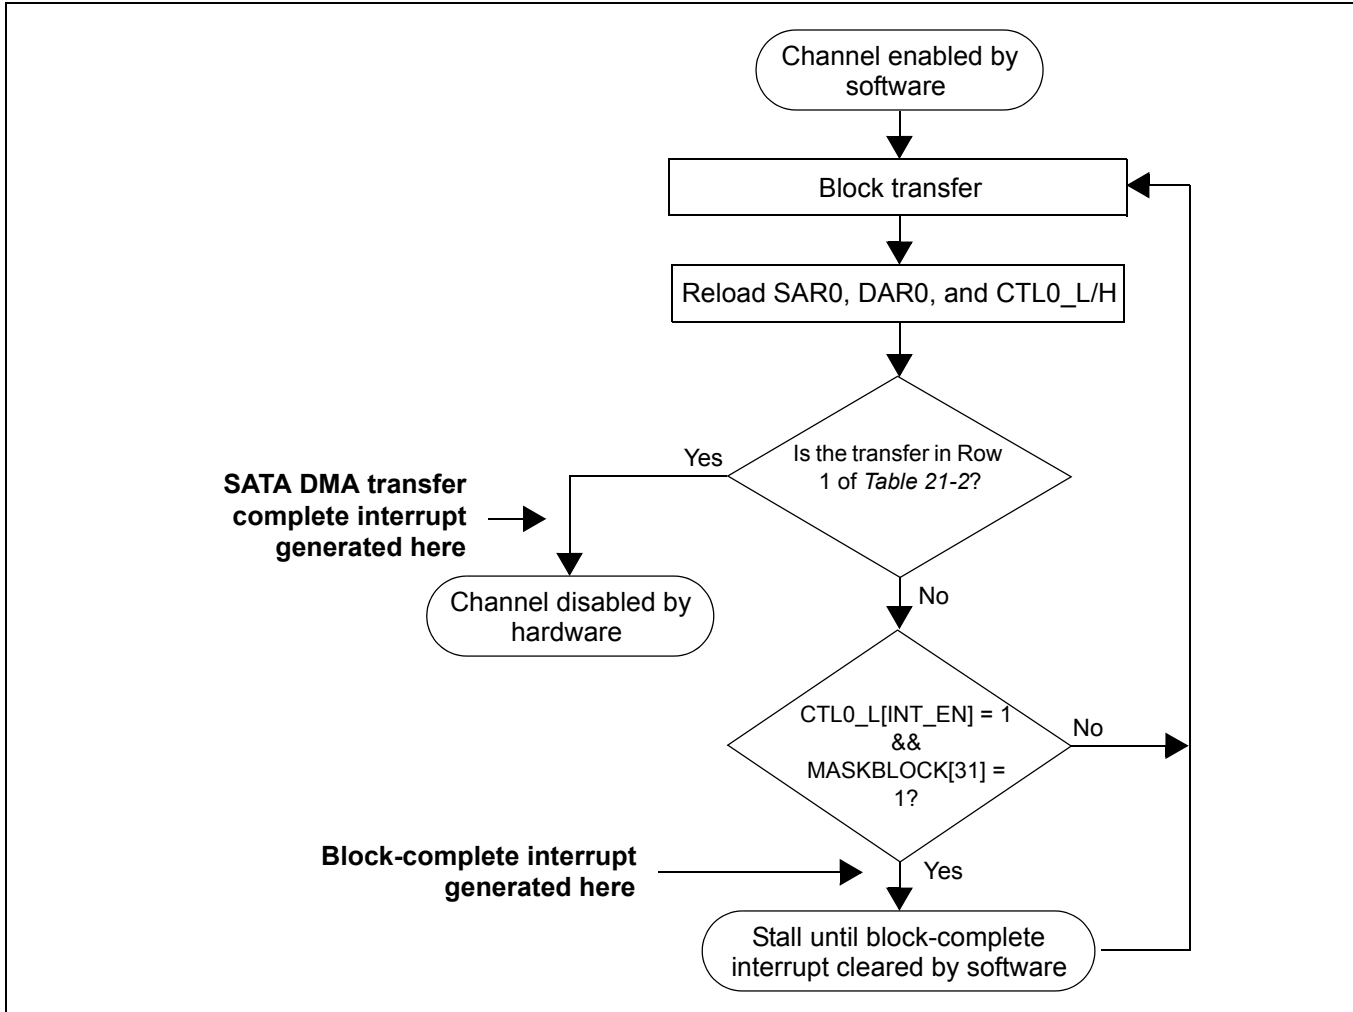 Channel enabled by
software
Block transfer
Reload SAR0, DAR0, and CTL0_L/H
Is the transfer in Row
1 of Table 21-2?
Yes
SATA DMA transfer
complete interrupt
generated here
Channel disabled by
hardware
No
CTL0_L[INT_EN] = 1
&&
MASKBLOCK[31] =
1?
No
Block-complete interrupt
generated here
Yes
Stall until block-complete
interrupt cleared by software